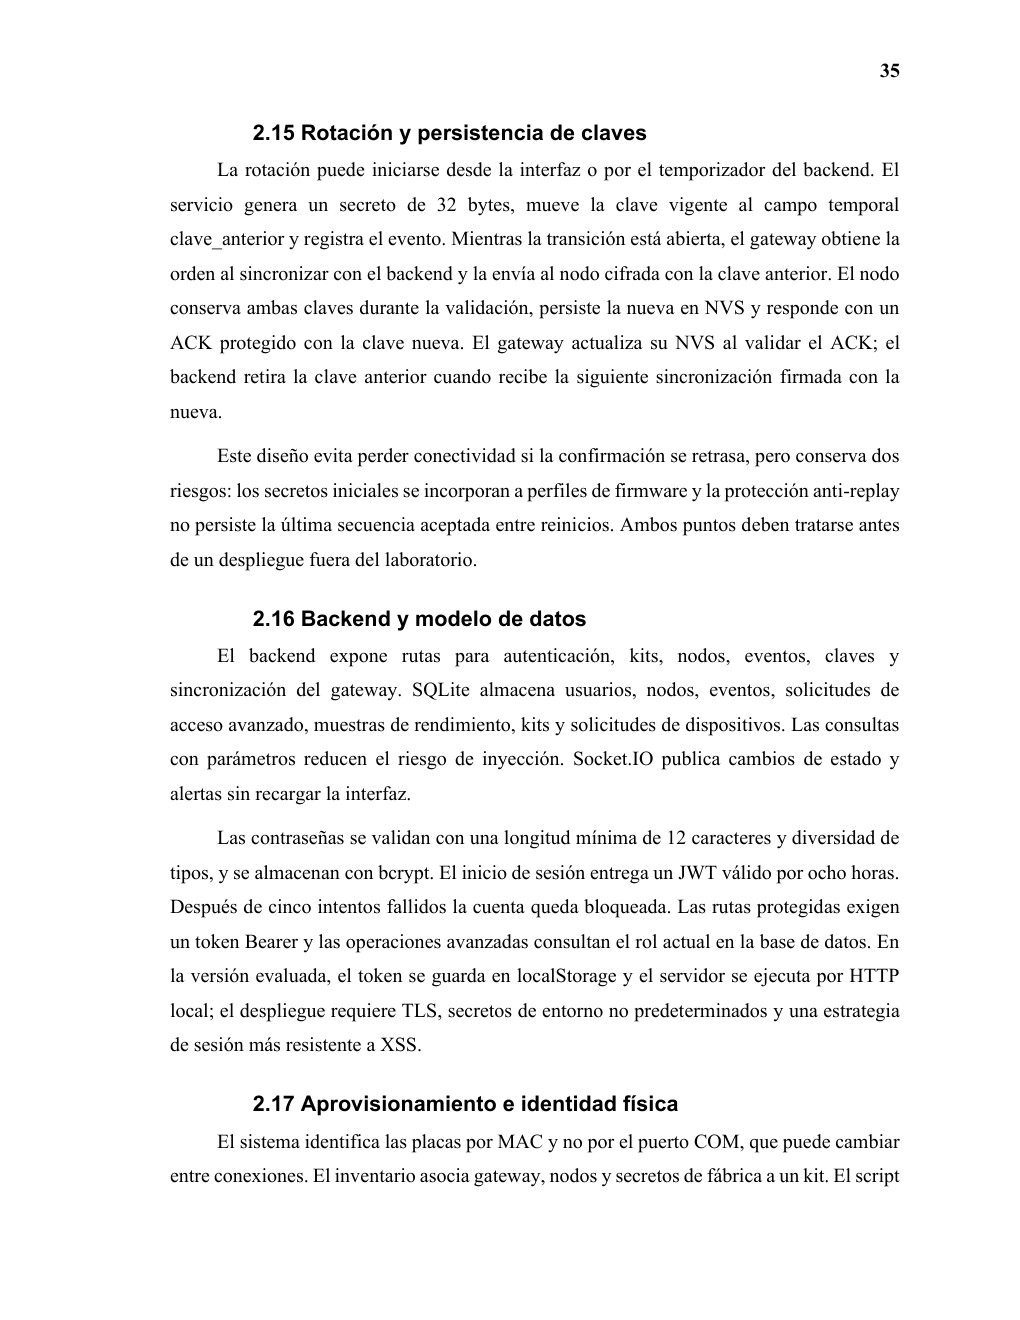 35
2.15 Rotación y persistencia de claves
La rotación puede iniciarse desde la interfaz o por el temporizador del backend. El
servicio genera un secreto de 32 bytes, mueve la clave vigente al campo temporal
clave_anterior y registra el evento. Mientras la transición está abierta, el gateway obtiene la
orden al sincronizar con el backend y la envía al nodo cifrada con la clave anterior. El nodo
conserva ambas claves durante la validación, persiste la nueva en NVS y responde con un
ACK protegido con la clave nueva. El gateway actualiza su NVS al validar el ACK; el
backend retira la clave anterior cuando recibe la siguiente sincronización firmada con la
nueva.
Este diseño evita perder conectividad si la confirmación se retrasa, pero conserva dos
riesgos: los secretos iniciales se incorporan a perfiles de firmware y la protección anti-replay
no persiste la última secuencia aceptada entre reinicios. Ambos puntos deben tratarse antes
de un despliegue fuera del laboratorio.
2.16 Backend y modelo de datos
El backend expone rutas para autenticación, kits, nodos, eventos, claves y
sincronización del gateway. SQLite almacena usuarios, nodos, eventos, solicitudes de
acceso avanzado, muestras de rendimiento, kits y solicitudes de dispositivos. Las consultas
con parámetros reducen el riesgo de inyección. Socket.IO publica cambios de estado y
alertas sin recargar la interfaz.
Las contraseñas se validan con una longitud mínima de 12 caracteres y diversidad de
tipos, y se almacenan con bcrypt. El inicio de sesión entrega un JWT válido por ocho horas.
Después de cinco intentos fallidos la cuenta queda bloqueada. Las rutas protegidas exigen
un token Bearer y las operaciones avanzadas consultan el rol actual en la base de datos. En
la versión evaluada, el token se guarda en localStorage y el servidor se ejecuta por HTTP
local; el despliegue requiere TLS, secretos de entorno no predeterminados y una estrategia
de sesión más resistente a XSS.
2.17 Aprovisionamiento e identidad física
El sistema identifica las placas por MAC y no por el puerto COM, que puede cambiar
entre conexiones. El inventario asocia gateway, nodos y secretos de fábrica a un kit. El script